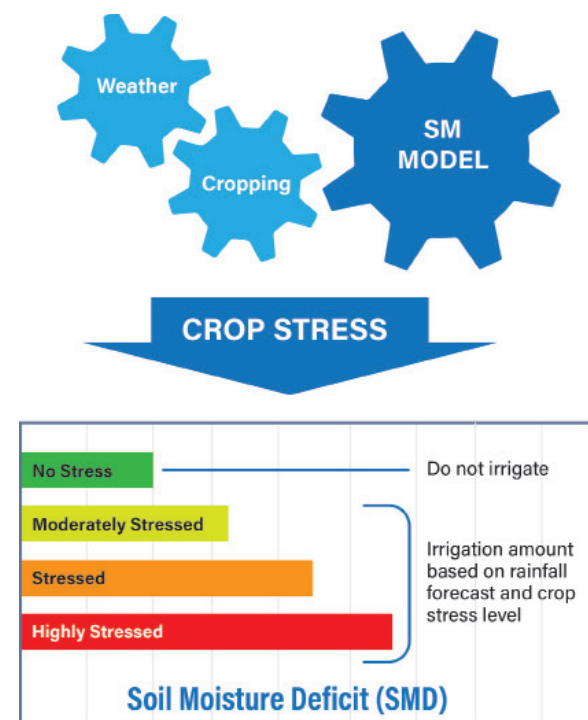 Weather
Cropping
SM
MODEL
CROP STRESS
No Stress
Do not irrigate
Moderately Stressed
Stressed
Highly Stressed
Irrigation amount
based on rainfall
forecast and crop
stress level
Soil Moisture Deficit (SMD)